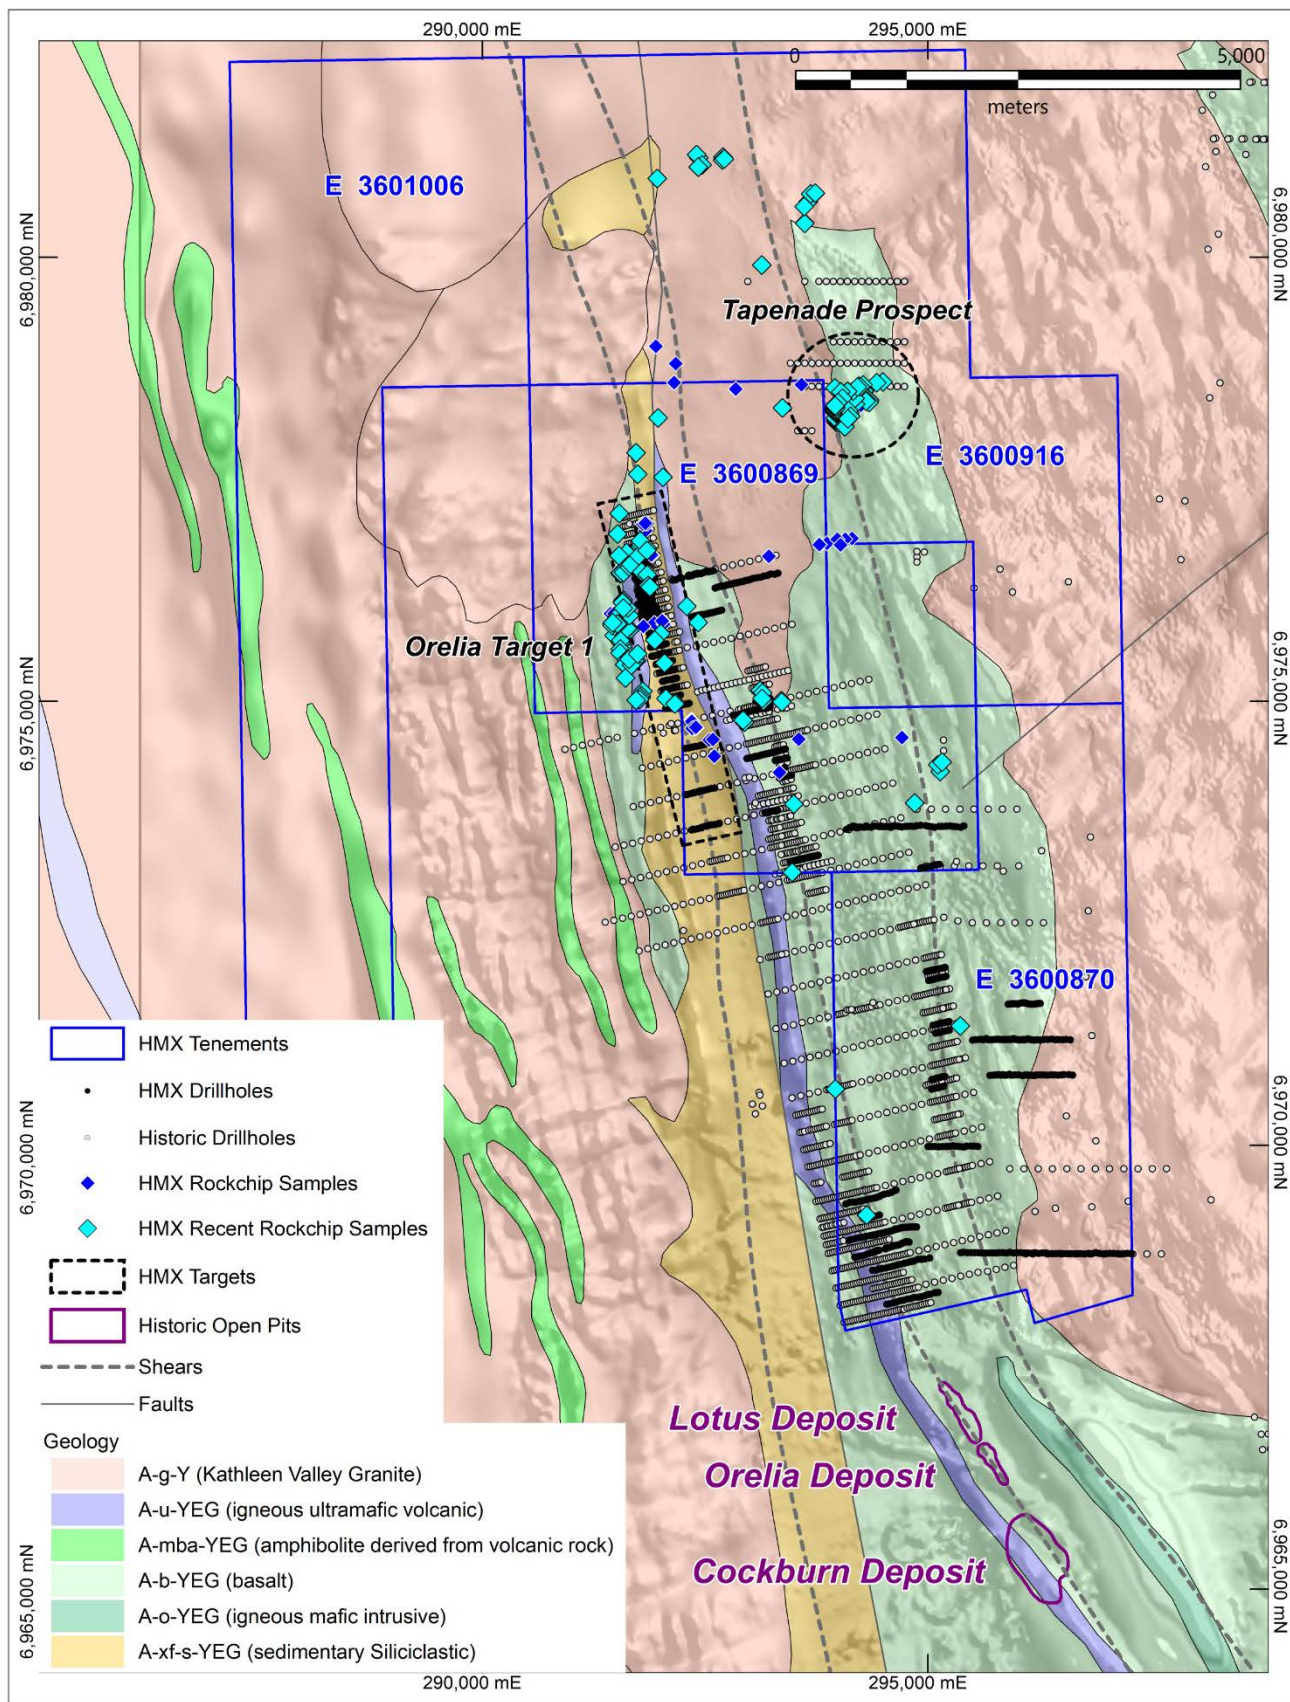 290,000 mE
295,000 mE
0
5,000
meters
E 3601006
6,980,000 mN
6,980,000 mN
Tapenade Prospect
E 3600916
E 3600869
Orelia Target 1
6,975,000 mN
6,975,000 mN
E 3600870
HMX Tenements
HMX Drillholes
Historic Drillholes
6,970,000 mN
6,970,000 mN
HMX Rockchip Samples
HMX Recent Rockchip Samples
HMX Targets
Historic Open Pits
Shears
Faults
Lotus Deposit
Orelia Deposit
Cockburn Deposit
Geology
A-g-Y (Kathleen Valley Granite)
A-u-YEG (igneous ultramafic volcanic)
A-mba-YEG (amphibolite derived from volcanic rock)
A-b-YEG (basalt)
A-o-YEG (igneous mafic intrusive)
A-xf-s-YEG (sedimentary Siliciclastic)
6,965,000 mN
6,965,000 mN
290,000 mE
295,000 mE